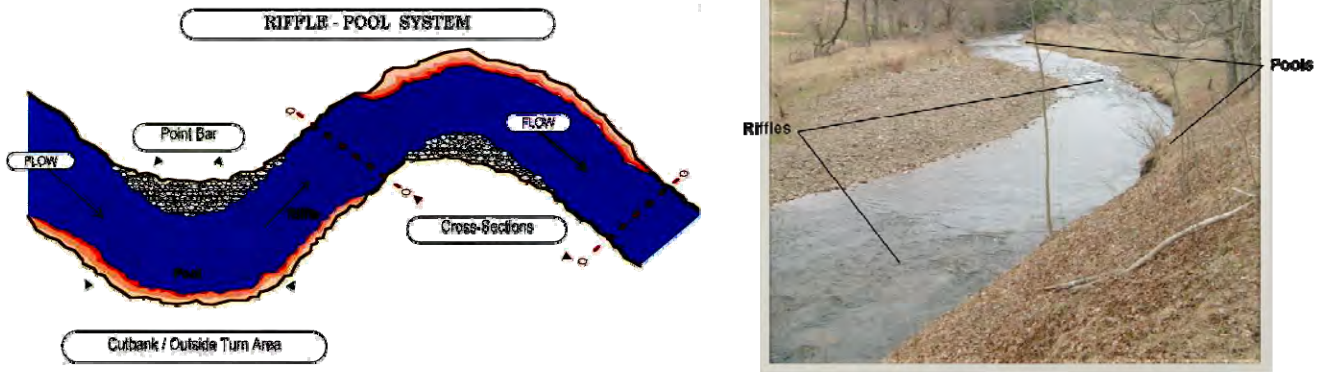 RIFFLE - POOL SYSTEM
Point Bar
FLOW
FLOW
Riffle
Pool
Cross-Sections
Cutbank / Outside Turn Area
Riffles
Pools